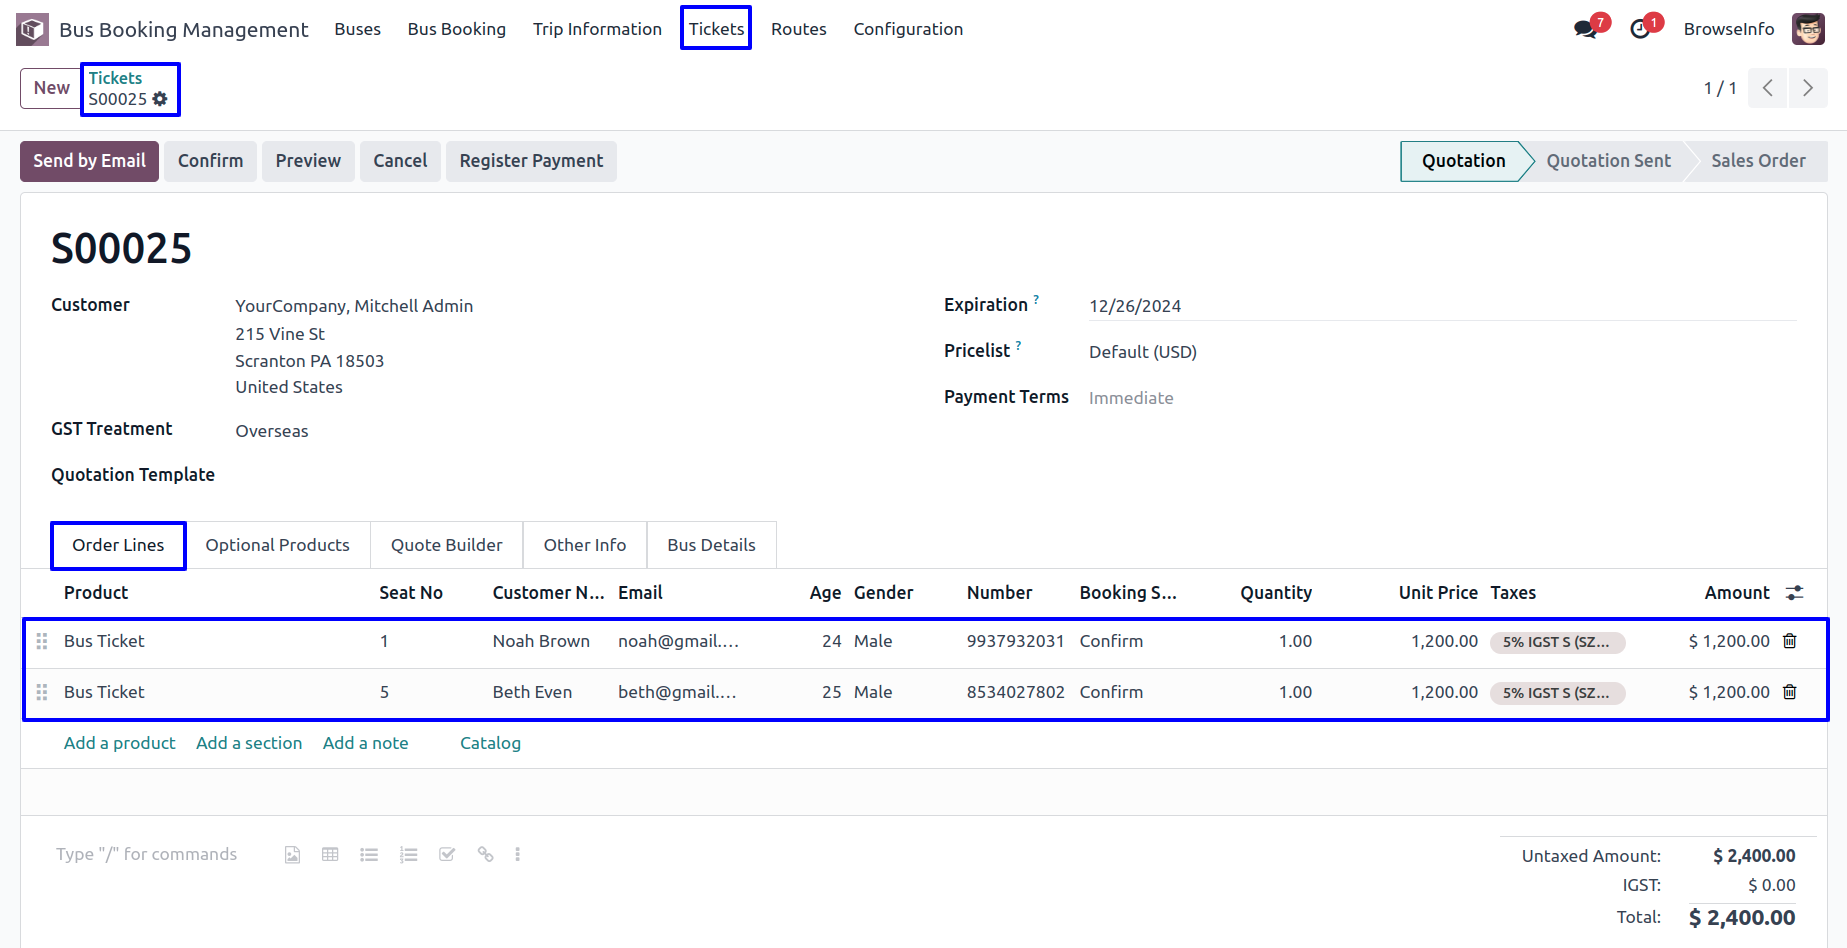 Bus Booking Management Buses Bus Booking Trip Information Tickets Routes Configuration 7 1 BrowseInfo
New Tickets
S00025
1 / 1
Send by Email Confirm Preview Cancel Register Payment Quotation Quotation Sent Sales Order
S00025
Customer YourCompany, Mitchell Admin
215 Vine St
Scranton PA 18503
United States
GST Treatment Overseas
Quotation Template
Expiration ? 12/26/2024
Pricelist ? Default (USD)
Payment Terms Immediate
Order Lines Optional Products Quote Builder Other Info Bus Details
Product Seat No Customer N... Email Age Gender Number Booking S... Quantity Unit Price Taxes Amount
Bus Ticket 1 Noah Brown noah@gmail.... 24 Male 9937932031 Confirm 1.00 1,200.00 5% IGST S (SZ... $ 1,200.00
Bus Ticket 5 Beth Even beth@gmail.... 25 Male 8534027802 Confirm 1.00 1,200.00 5% IGST S (SZ... $ 1,200.00
Add a product Add a section Add a note Catalog
Type "/" for commands
Untaxed Amount: $ 2,400.00
IGST: $ 0.00
Total: $ 2,400.00